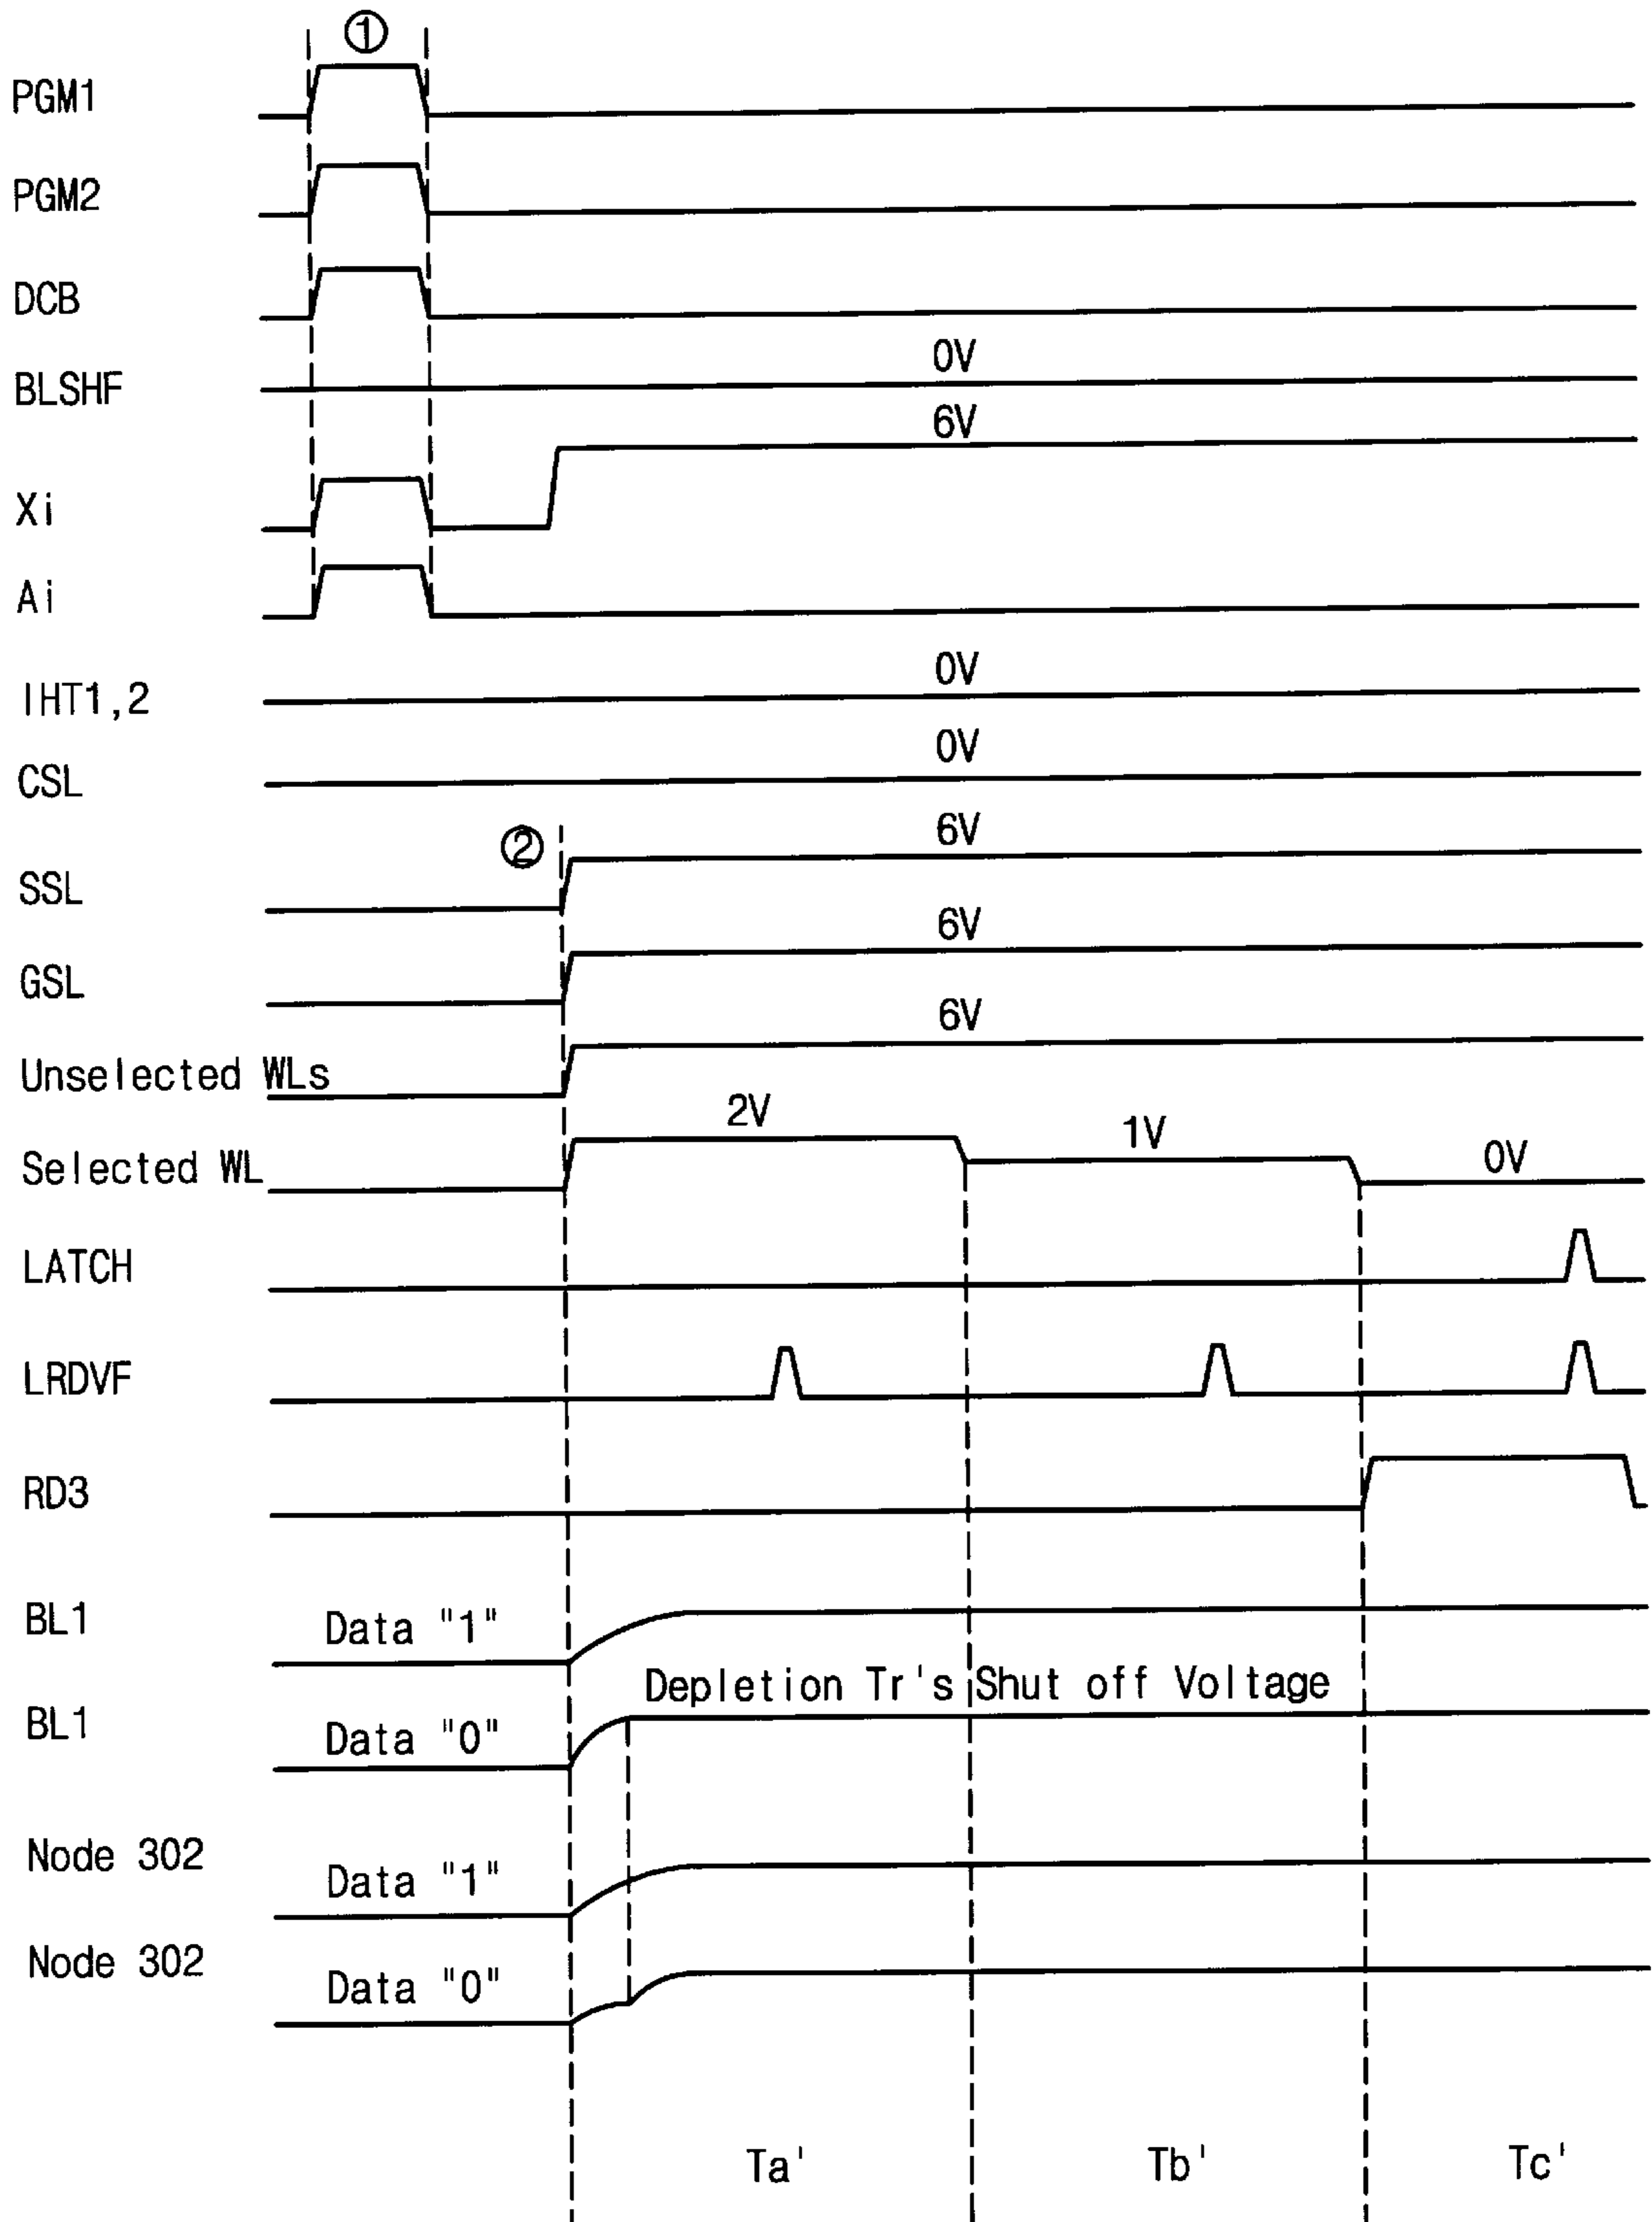 ①
PGM1
PGM2
DCB
BLSHF 0V
6V
Xi
Ai
IHT1,2 0V
CSL 0V
② 6V
SSL
6V
GSL
6V
Unselected WLs
2V 1V 0V
Selected WL
LATCH
LRDVF
RD3
BL1 Data "1"
Depletion Tr's Shut off Voltage
BL1 Data "0"
Node 302 Data "1"
Node 302 Data "0"
Ta' Tb' Tc'